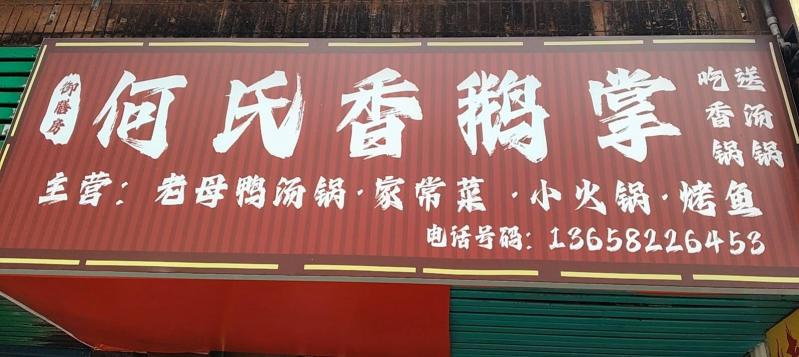 御膳房
何氏香鹅掌
吃香锅
送汤锅
主营：老母鸭汤锅·家常菜·小火锅·烤鱼
电话号码：13658226453